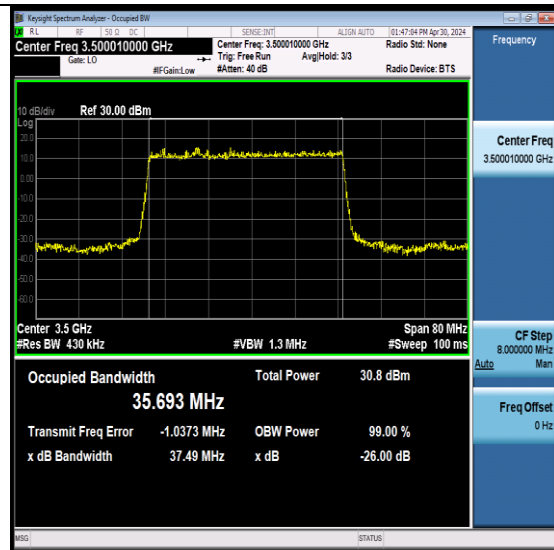 Keysight Spectrum Analyzer - Occupied BW
RL RF 50 Ω DC SENSE:INT ALIGN AUTO 01:47:04 PM Apr 30, 2024
Center Freq 3.500010000 GHz
Center Freq: 3.500010000 GHz
Radio Std: None
Gate: LO
Trig: Free Run Avg|Hold: 3/3
#IFGain:Low
#Atten: 40 dB
Radio Device: BTS
Frequency
10 dB/div Ref 30.00 dBm
Log
20.0
10.0
0.00
-10.0
-20.0
-30.0
-40.0
-50.0
-60.0
Center Freq
3.500010000 GHz
Center 3.5 GHz
Span 80 MHz
#Res BW 430 kHz
#VBW 1.3 MHz
#Sweep 100 ms
CF Step
8.000000 MHz
Auto Man
Freq Offset
0 Hz
Occupied Bandwidth
Total Power 30.8 dBm
35.693 MHz
Transmit Freq Error -1.0373 MHz
OBW Power 99.00 %
x dB Bandwidth 37.49 MHz
x dB -26.00 dB
MSG
STATUS